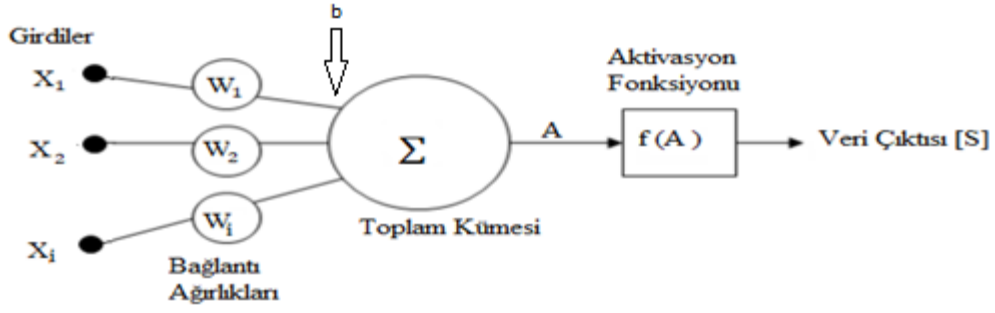 b
Girdiler
X1
W1
X2
W2
Xi
Wi
Bağlantı
Ağırlıkları
Σ
Toplam Kümesi
A
Aktivasyon
Fonksiyonu
f (A )
Veri Çıktısı [S]